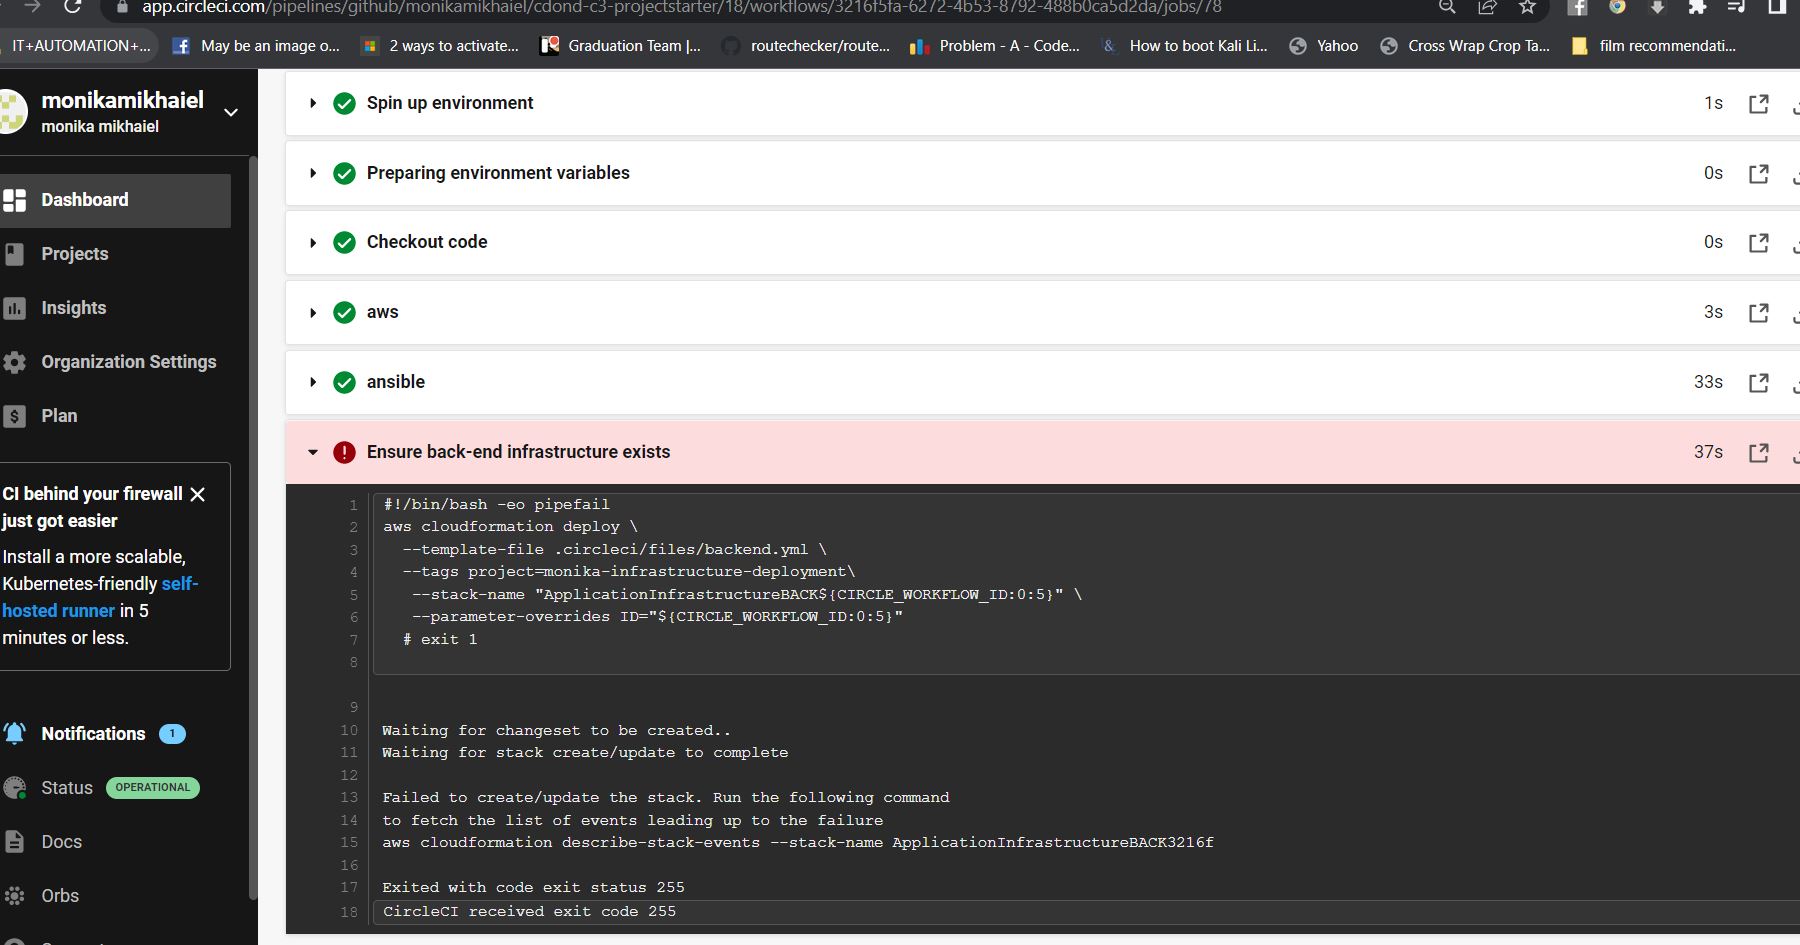 app.circleci.com/pipelines/github/monikamikhaiel/cdond-c3-projectstarter/18/workflows/3216f5fa-6272-4b53-8792-488b0ca5d2da/jobs/78
IT+AUTOMATION+... May be an image o... 2 ways to activate... Graduation Team |... routechecker/route... Problem - A - Code... How to boot Kali Li... Yahoo Cross Wrap Crop Ta... film recommendati...
monikamikhaiel
monika mikhaiel
Dashboard
Projects
Insights
Organization Settings
Plan
CI behind your firewall
just got easier
Install a more scalable,
Kubernetes-friendly self-
hosted runner in 5
minutes or less.
Notifications 1
Status OPERATIONAL
Docs
Orbs
Spin up environment 1s
Preparing environment variables 0s
Checkout code 0s
aws 3s
ansible 33s
Ensure back-end infrastructure exists 37s
1 #!/bin/bash -eo pipefail
2 aws cloudformation deploy \
3 --template-file .circleci/files/backend.yml \
4 --tags project=monika-infrastructure-deployment\
5 --stack-name "ApplicationInfrastructureBACK${CIRCLE_WORKFLOW_ID:0:5}" \
6 --parameter-overrides ID="${CIRCLE_WORKFLOW_ID:0:5}"
7 # exit 1
8
9
10 Waiting for changeset to be created..
11 Waiting for stack create/update to complete
12
13 Failed to create/update the stack. Run the following command
14 to fetch the list of events leading up to the failure
15 aws cloudformation describe-stack-events --stack-name ApplicationInfrastructureBACK3216f
16
17 Exited with code exit status 255
18 CircleCI received exit code 255